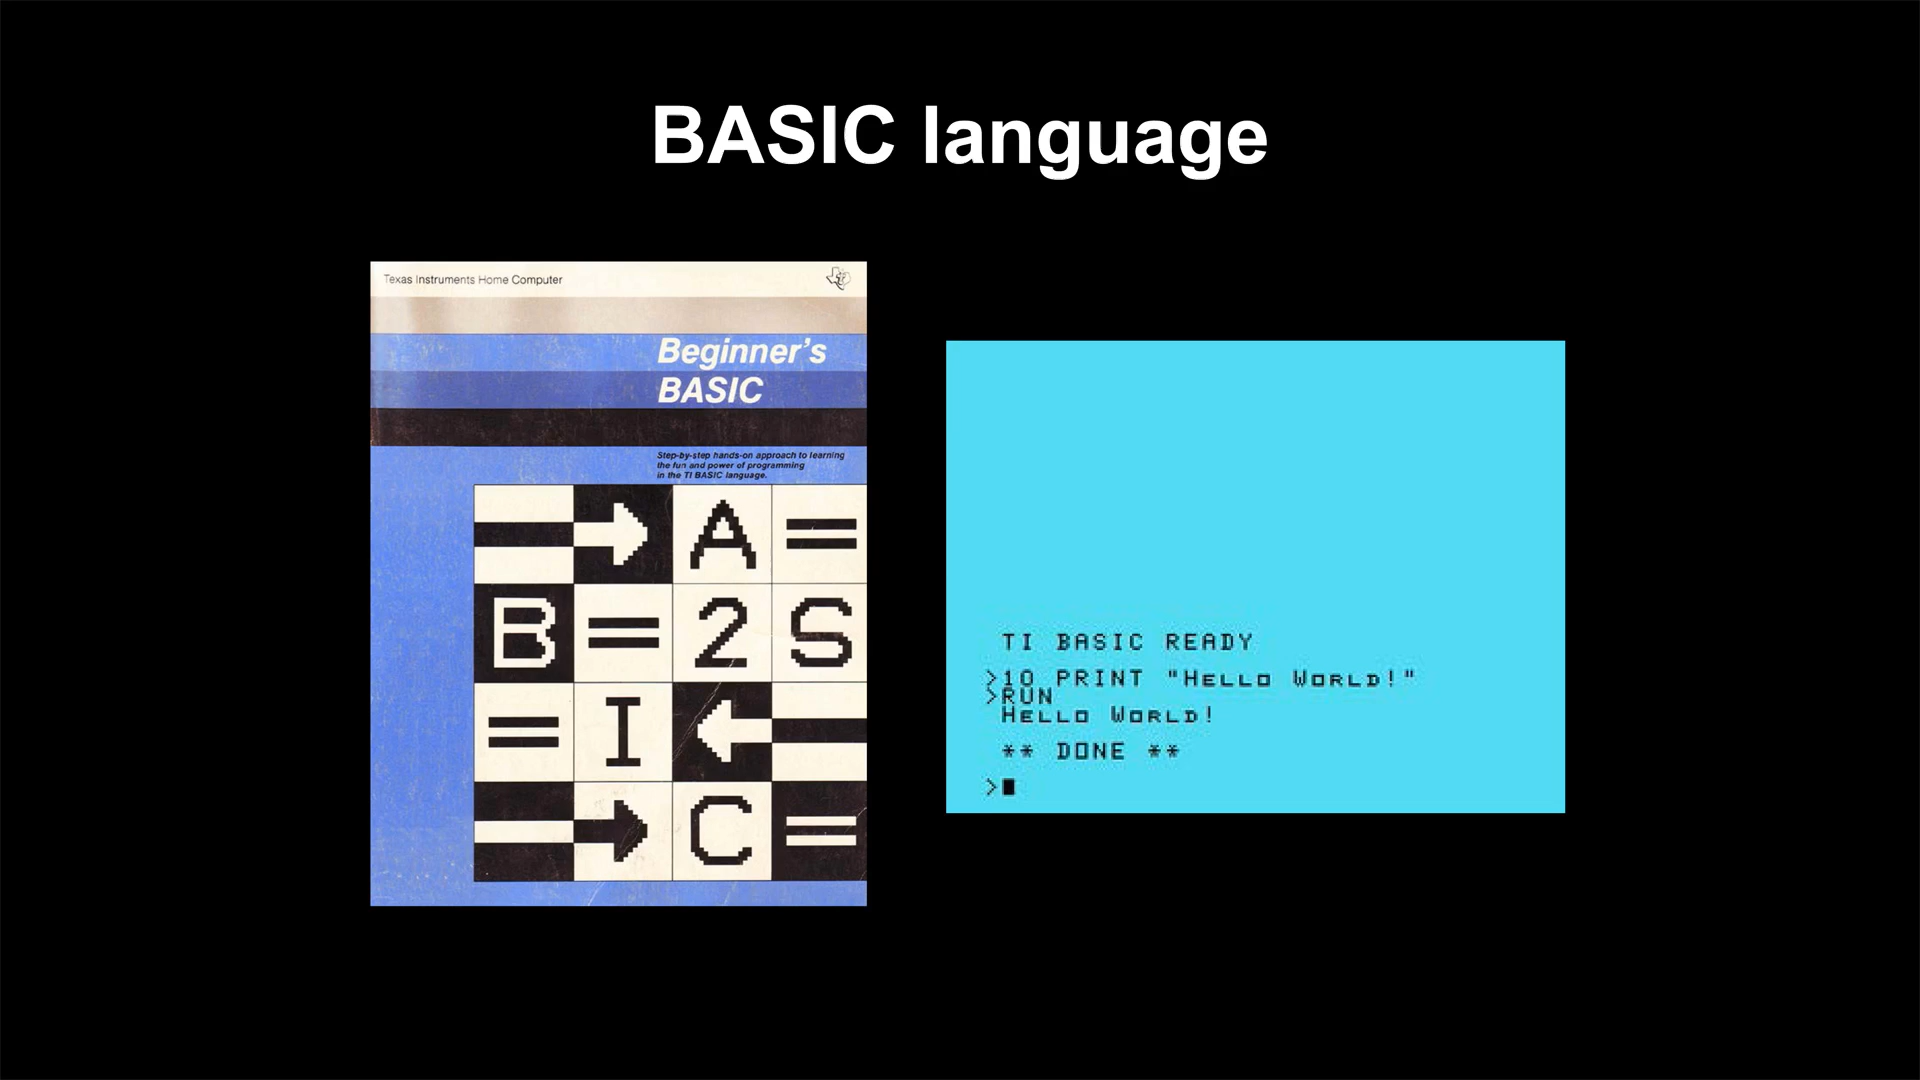 BASIC language
Texas Instruments Home Computer
Beginner's
BASIC
Step-by-step hands-on approach to learning
the fun and power of programming
in the TI BASIC language.
A =
B = 2 S
= I
C =
TI BASIC READY
>10 PRINT "Hello World!"
>RUN
Hello World!
** DONE **
>